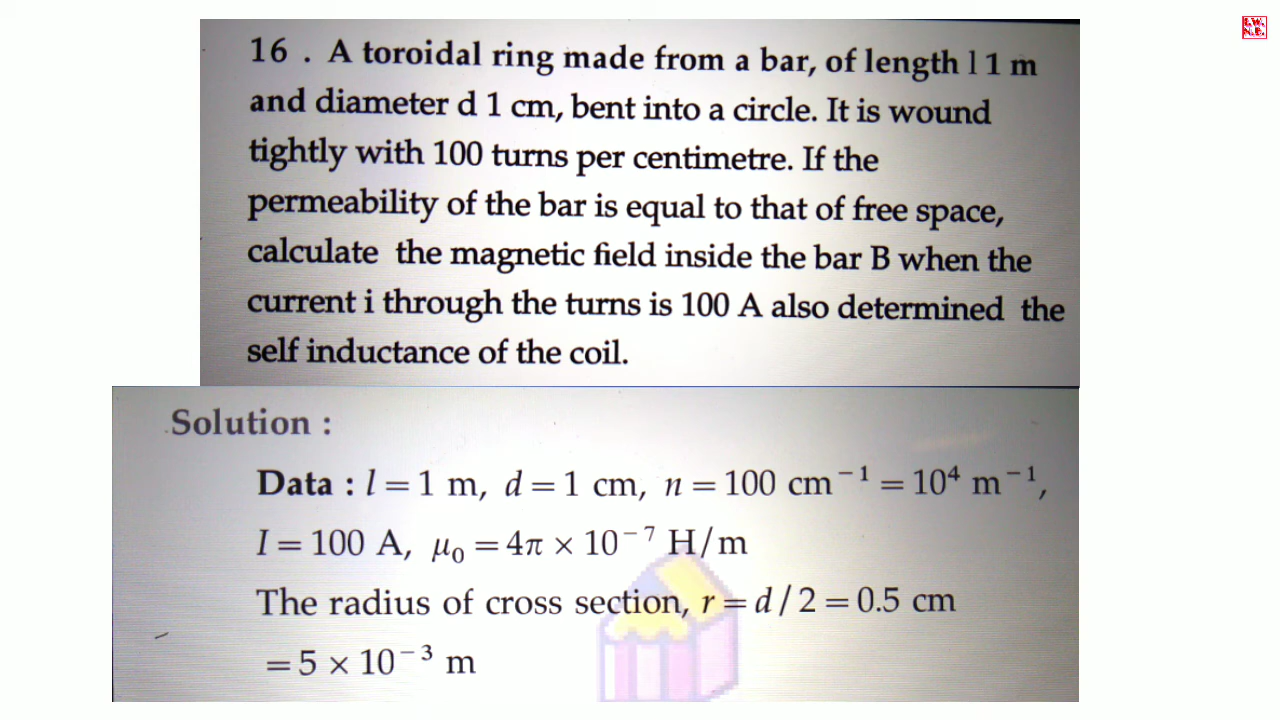 L.W.
N.E.
16 . A toroidal ring made from a bar, of length l 1 m
and diameter d 1 cm, bent into a circle. It is wound
tightly with 100 turns per centimetre. If the
permeability of the bar is equal to that of free space,
calculate the magnetic field inside the bar B when the
current i through the turns is 100 A also determined the
self inductance of the coil.
Solution :
Data : l = 1 m, d = 1 cm, n = 100 cm⁻¹ = 10⁴ m⁻¹,
I = 100 A, μ₀ = 4π × 10⁻⁷ H/m
The radius of cross section, r = d / 2 = 0.5 cm
= 5 × 10⁻³ m